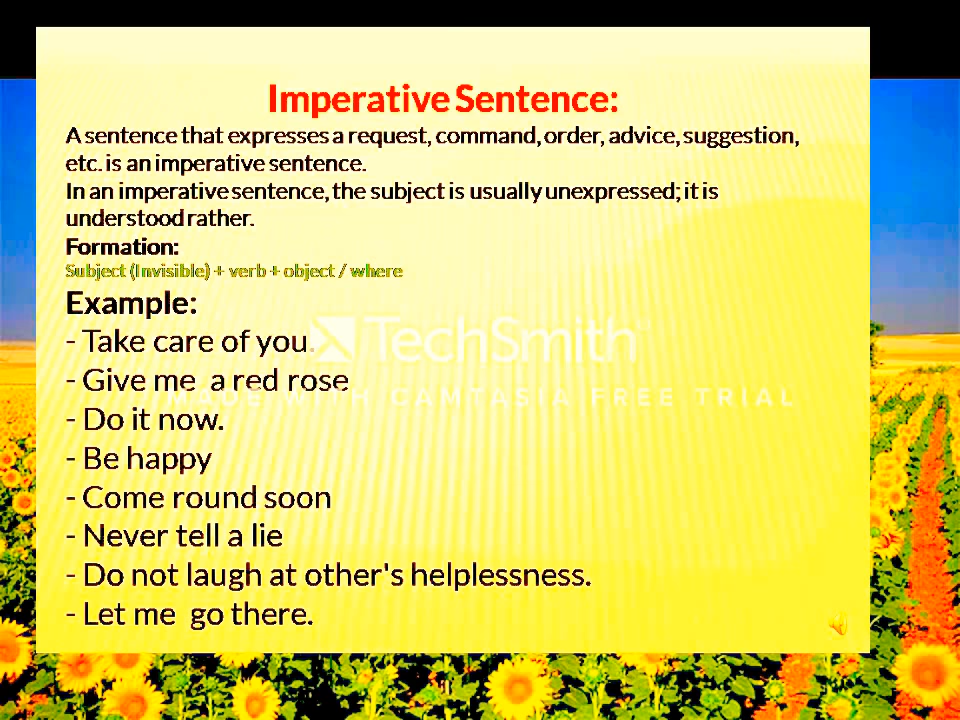 Imperative Sentence:
A sentence that expresses a request, command, order, advice, suggestion,
etc. is an imperative sentence.
In an imperative sentence, the subject is usually unexpressed; it is
understood rather.
Formation:
Subject (Invisible) + verb + object / where
Example:
- Take care of you.
- Give me a red rose
- Do it now.
- Be happy
- Come round soon
- Never tell a lie
- Do not laugh at other's helplessness.
- Let me go there.
TechSmith
MADE WITH CAMTASIA FREE TRIAL